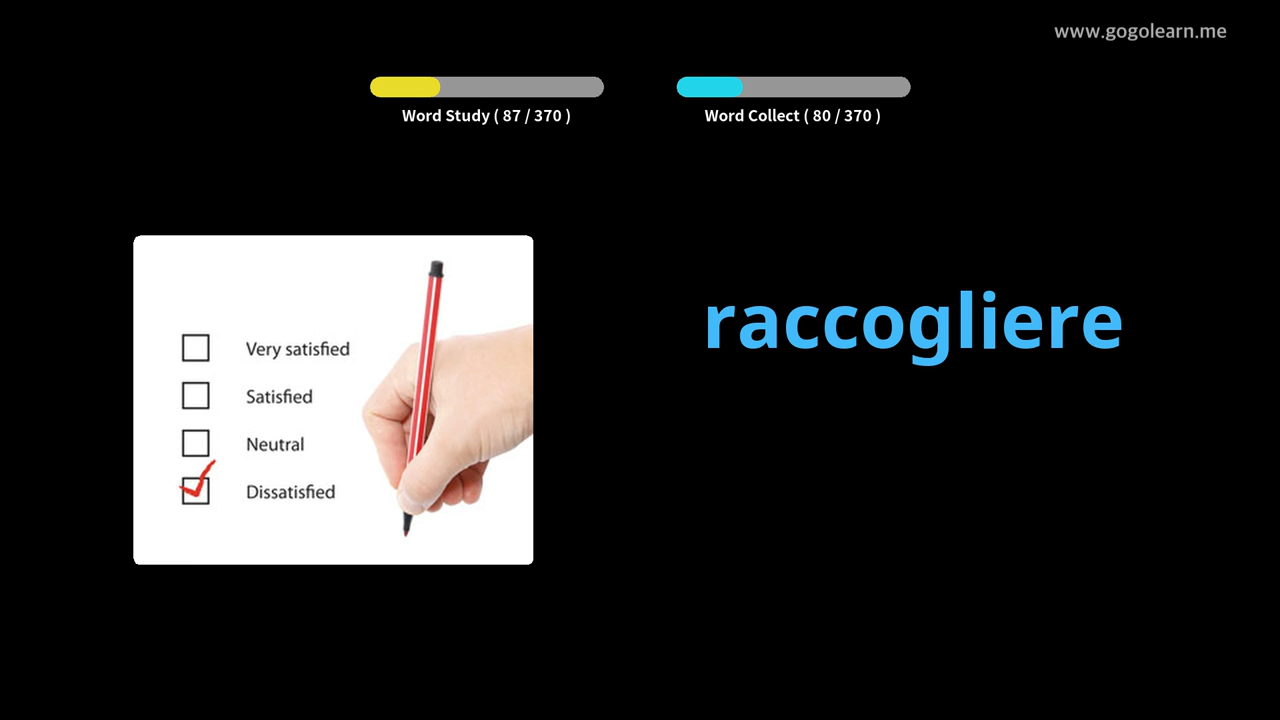 www.gogolearn.me
Word Study ( 87 / 370 )
Word Collect ( 80 / 370 )
raccogliere
Very satisfied
Satisfied
Neutral
Dissatisfied